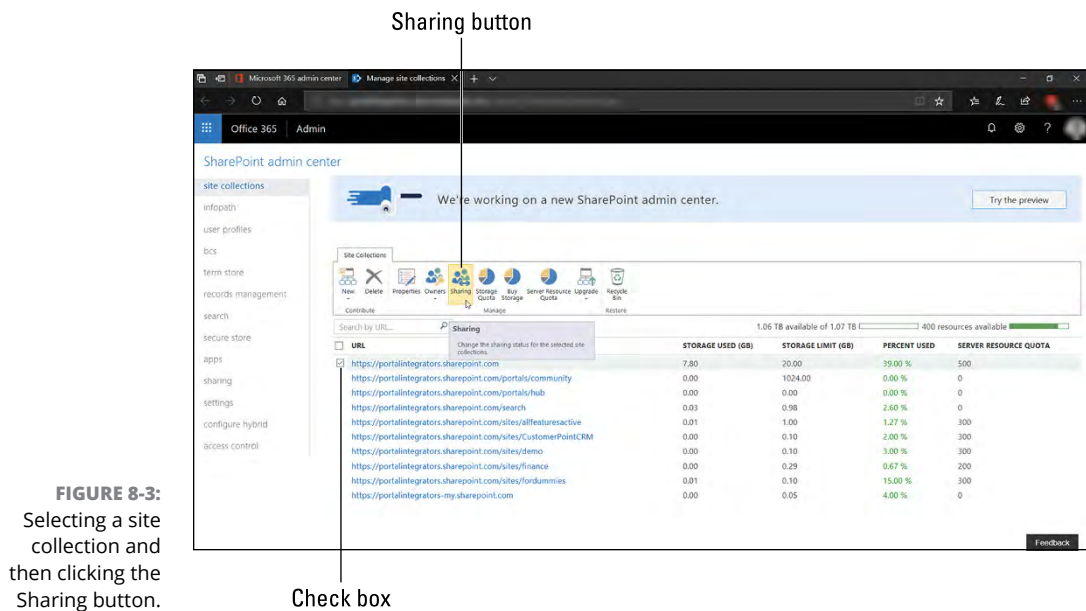 Sharing button
Microsoft 365 admin center
Manage site collections
Office 365 Admin
SharePoint admin center
site collections
infopath
user profiles
bcs
term store
records management
search
secure store
apps
sharing
settings
configure hybrid
access control
We're working on a new SharePoint admin center.
Try the preview
Site Collections
New
Delete
Properties
Owners
Sharing
Storage Quota
Buy Storage
Server Resource Quota
Upgrade
Recycle Bin
Contribute
Manage
Restore
Search by URL...
1.06 TB available of 1.07 TB
400 resources available
Sharing
Change the sharing status for the selected site
collections.
URL STORAGE USED (GB) STORAGE LIMIT (GB) PERCENT USED SERVER RESOURCE QUOTA
https://portalintegrators.sharepoint.com 7.80 20.00 39.00 % 500
https://portalintegrators.sharepoint.com/portals/community 0.00 1024.00 0.00 % 0
https://portalintegrators.sharepoint.com/portals/hub 0.00 0.00 0.00 % 0
https://portalintegrators.sharepoint.com/search 0.03 0.98 2.60 % 0
https://portalintegrators.sharepoint.com/sites/allfeaturesactive 0.01 1.00 1.27 % 300
https://portalintegrators.sharepoint.com/sites/CustomerPointCRM 0.00 0.10 2.00 % 300
https://portalintegrators.sharepoint.com/sites/demo 0.00 0.10 3.00 % 300
https://portalintegrators.sharepoint.com/sites/finance 0.00 0.29 0.67 % 200
https://portalintegrators.sharepoint.com/sites/fordummies 0.01 0.10 15.00 % 300
https://portalintegrators-my.sharepoint.com 0.00 0.05 4.00 % 0
Feedback
FIGURE 8-3:
Selecting a site
collection and
then clicking the
Sharing button.
Check box